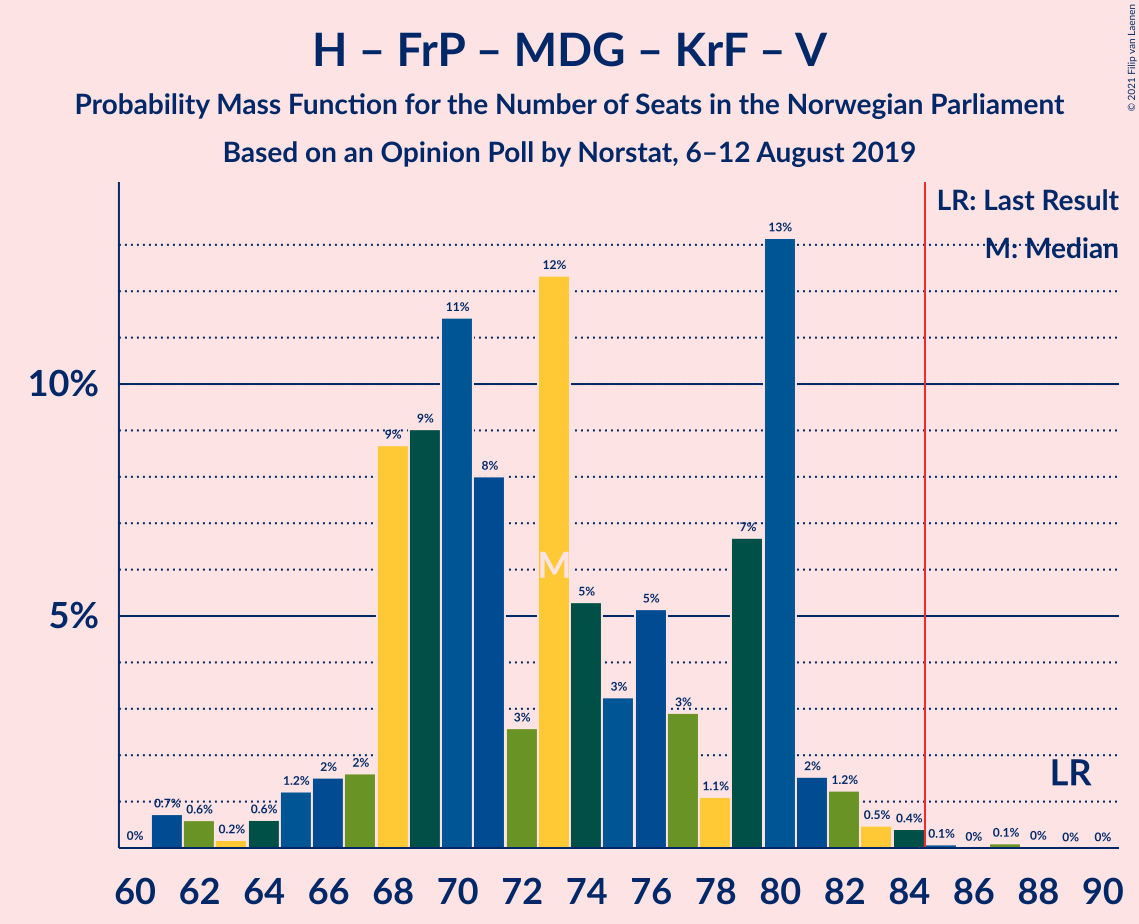 H – FrP – MDG – KrF – V
Probability Mass Function for the Number of Seats in the Norwegian Parliament
Based on an Opinion Poll by Norstat, 6–12 August 2019
© 2021 Filip van Laenen
LR: Last Result
M: Median
10%
5%
0% 0.7% 0.6% 0.2% 0.6% 1.2% 2% 2% 9% 9% 11% 8% 3% 12% 5% 3% 5% 3% 1.1% 7% 13% 2% 1.2% 0.5% 0.4% 0.1% 0% 0.1% 0% 0% 0%
M
LR
60 62 64 66 68 70 72 74 76 78 80 82 84 86 88 90